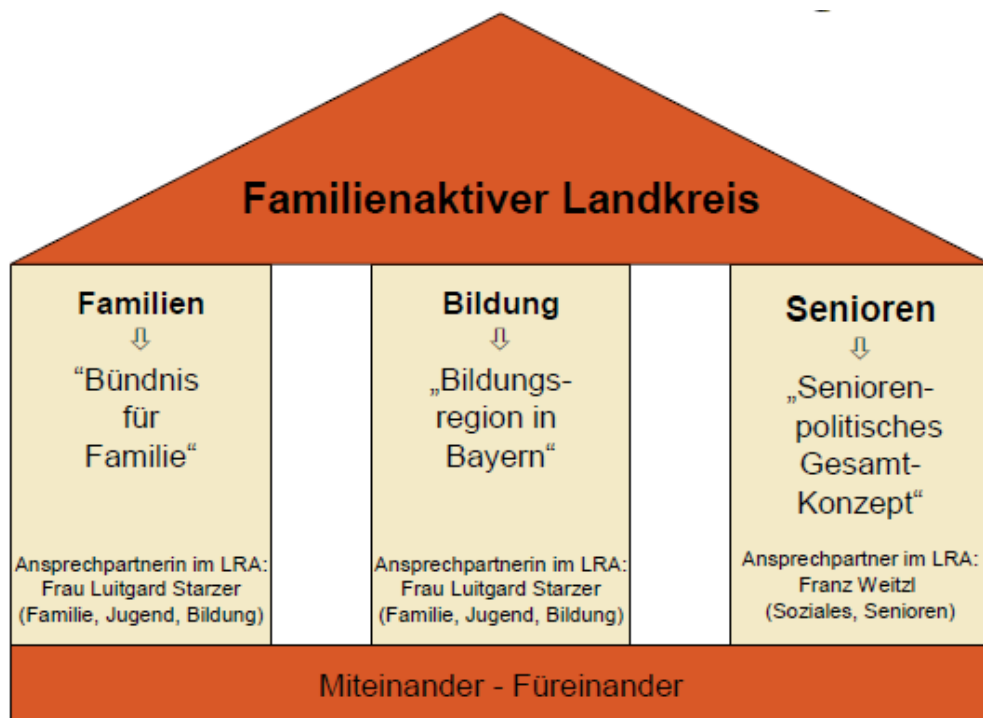 Familienaktiver Landkreis
Familien
⇩
“Bündnis
für
Familie“
Ansprechpartnerin im LRA:
Frau Luitgard Starzer
(Familie, Jugend, Bildung)
Bildung
⇩
„Bildungs-
region in
Bayern“
Ansprechpartnerin im LRA:
Frau Luitgard Starzer
(Familie, Jugend, Bildung)
Senioren
⇩
„Senioren-
politisches
Gesamt-
Konzept“
Ansprechpartner im LRA:
Franz Weitzl
(Soziales, Senioren)
Miteinander - Füreinander